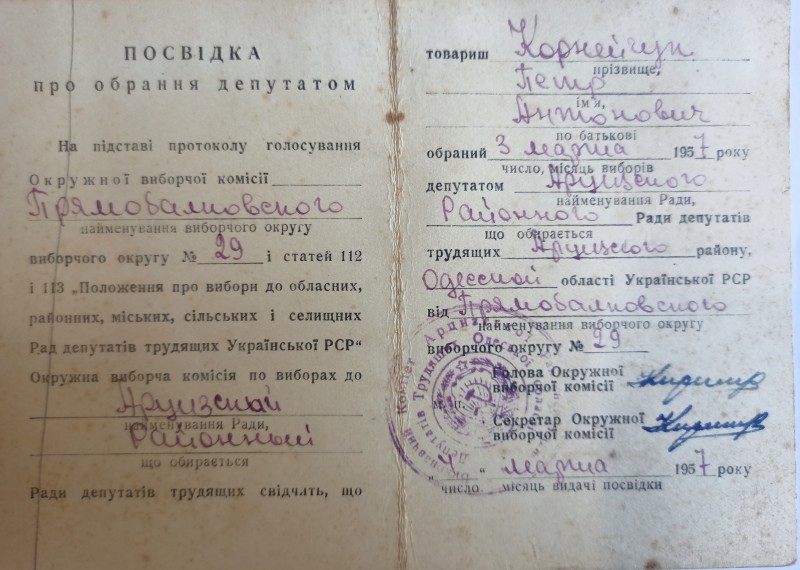 ПОСВІДКА
про обрання депутатом
На підставі протоколу голосування
Окружної виборчої комісії
Прямобалковского
найменування виборчого округу
виборчого округу № 29 і статей 112
і 113 „Положення про вибори до обласних,
районних, міських, сільських і селищних
Рад депутатів трудящих Української РСР“
Окружна виборча комісія по виборах до
Арцизский
найменування Ради,
Районный
що обирається
Ради депутатів трудящих свідчать, що
товариш Корнейчук
прізвище,
Петр
ім'я,
Антонович
по батькові
обраний 3 марта 1957 року
число, місяць виборів
депутатом Арцизского
найменування Ради,
Районного Ради депутатів
що обирається
трудящих Арцизского району,
Одесской області Української РСР
від Прямобалковского
найменування виборчого округу
виборчого округу № 29
Голова Окружної
виборчої комісії
М. П.
Секретар Окружної
виборчої комісії
„ “ марта 1957 року
число місяць видачі посвідки
Депутатів Трудящих